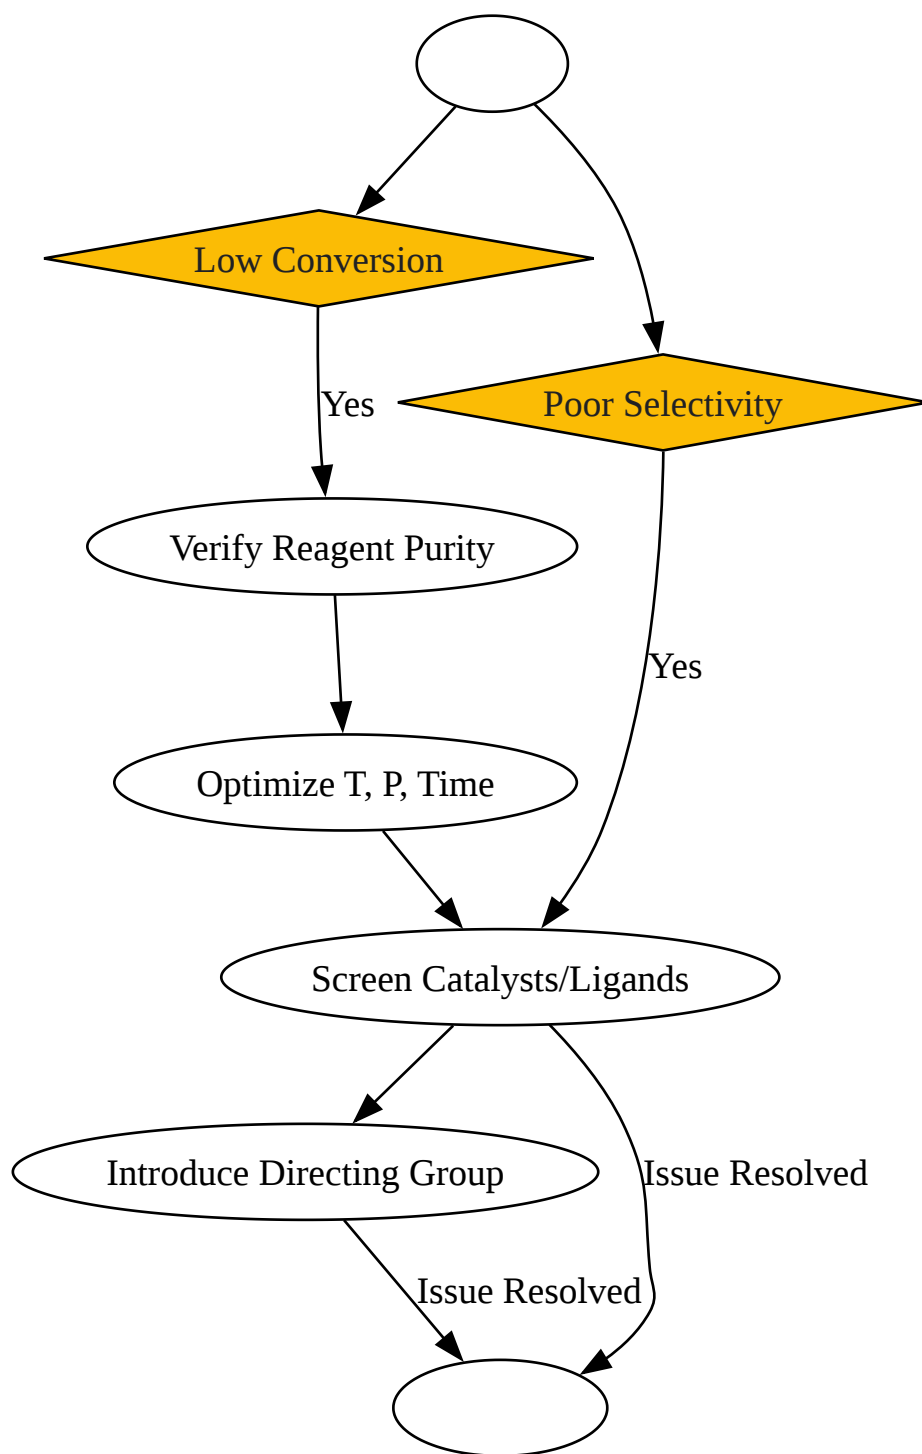 Low Conversion
Yes
Poor Selectivity
Verify Reagent Purity
Yes
Optimize T, P, Time
Screen Catalysts/Ligands
Introduce Directing Group
Issue Resolved
Issue Resolved